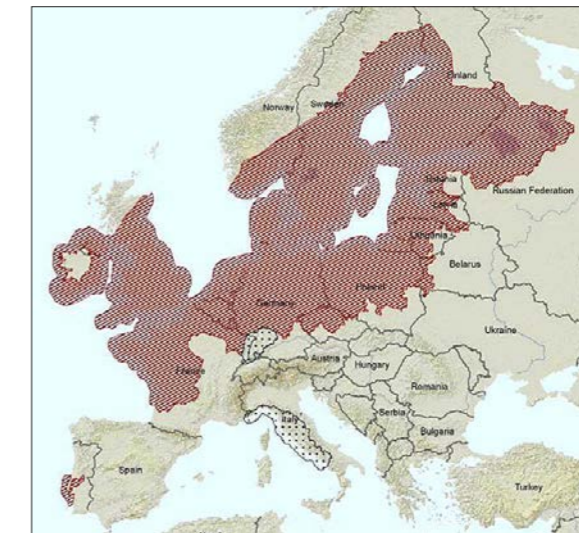 Finland
Norway
Sweden
Estonia
Russian Federation
Latvia
Lithuania
Belarus
Germany
Poland
Ukraine
France
Austria
Hungary
Romania
Italy
Serbia
Bulgaria
Spain
Turkey